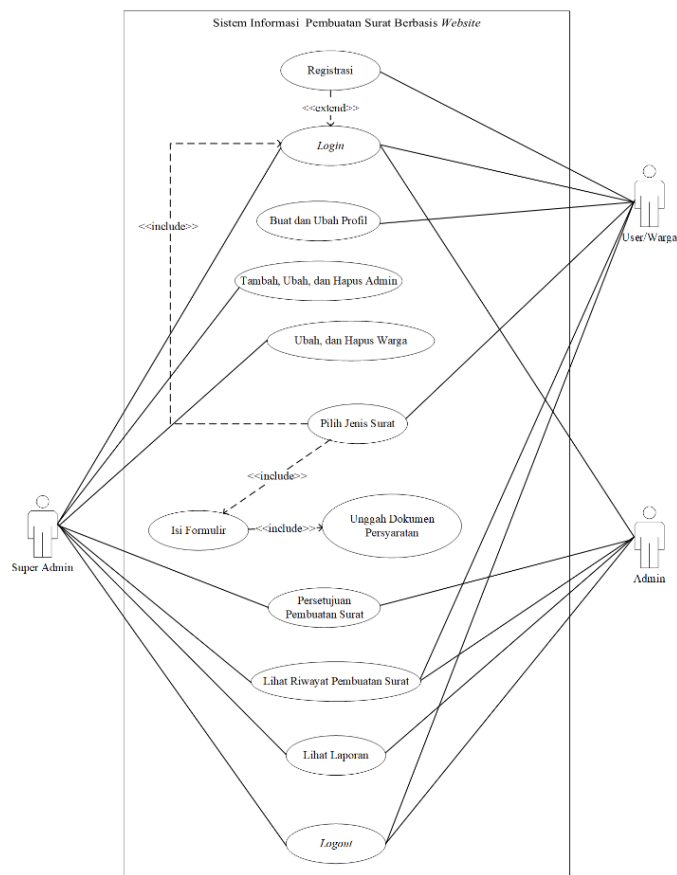 Sistem Informasi Pembuatan Surat Berbasis Website
Registrasi
<<extend>>
Login
<<include>>
Buat dan Ubah Profil
User/Warga
Tambah, Ubah, dan Hapus Admin
Ubah, dan Hapus Warga
Pilih Jenis Surat
<<include>>
Isi Formulir
<<include>>
Unggah Dokumen
Persyaratan
Super Admin
Admin
Persetujuan
Pembuatan Surat
Lihat Riwayat Pembuatan Surat
Lihat Laporan
Logout